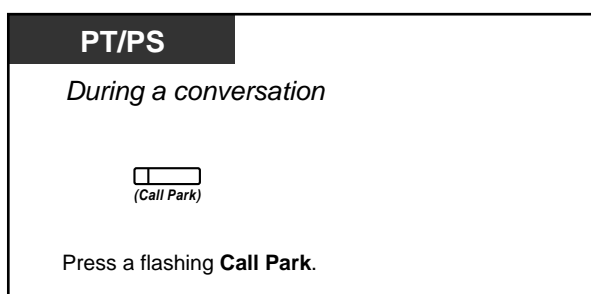 PT/PS
During a conversation
(Call Park)
Press a flashing Call Park.